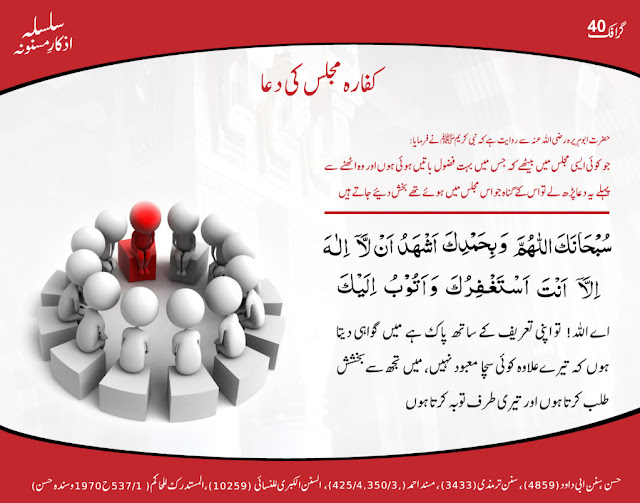 سلسلہ
اذکارِ مسنونہ
گرافک 40
کفارہ مجلس کی دعا
حضرت ابوہریرہ رضی اللہ عنہ سے روایت ہے کہ نبی کریم ﷺ نے فرمایا:
جو کوئی ایسی مجلس میں بیٹھے کہ جس میں بہت فضول باتیں ہوئی ہوں اور وہ اٹھنے سے
پہلے یہ دعا پڑھ لے تو اس کے گناہ جو اس مجلس میں ہوئے تھے بخش دیئے جاتے ہیں
سُبْحَانَكَ اللّٰهُمَّ وَبِحَمْدِكَ اَشْهَدُ اَنْ لَّآ اِلٰهَ
اِلَّآ اَنْتَ اَسْتَغْفِرُكَ وَاَتُوْبُ اِلَيْكَ
اے اللہ! تو اپنی تعریف کے ساتھ پاک ہے میں گواہی دیتا
ہوں کہ تیرے علاوہ کوئی سچا معبود نہیں، میں تجھ سے بخشش
طلب کرتا ہوں اور تیری طرف توبہ کرتا ہوں
حسن سنن ابی داود (4859)، سنن ترمذی (3433)، مسند احمد (425/4,350/3,)، السنن الکبری للنسائی (10259)، المستدرک للحاکم (537/1 ح1970 وسندہ حسن)